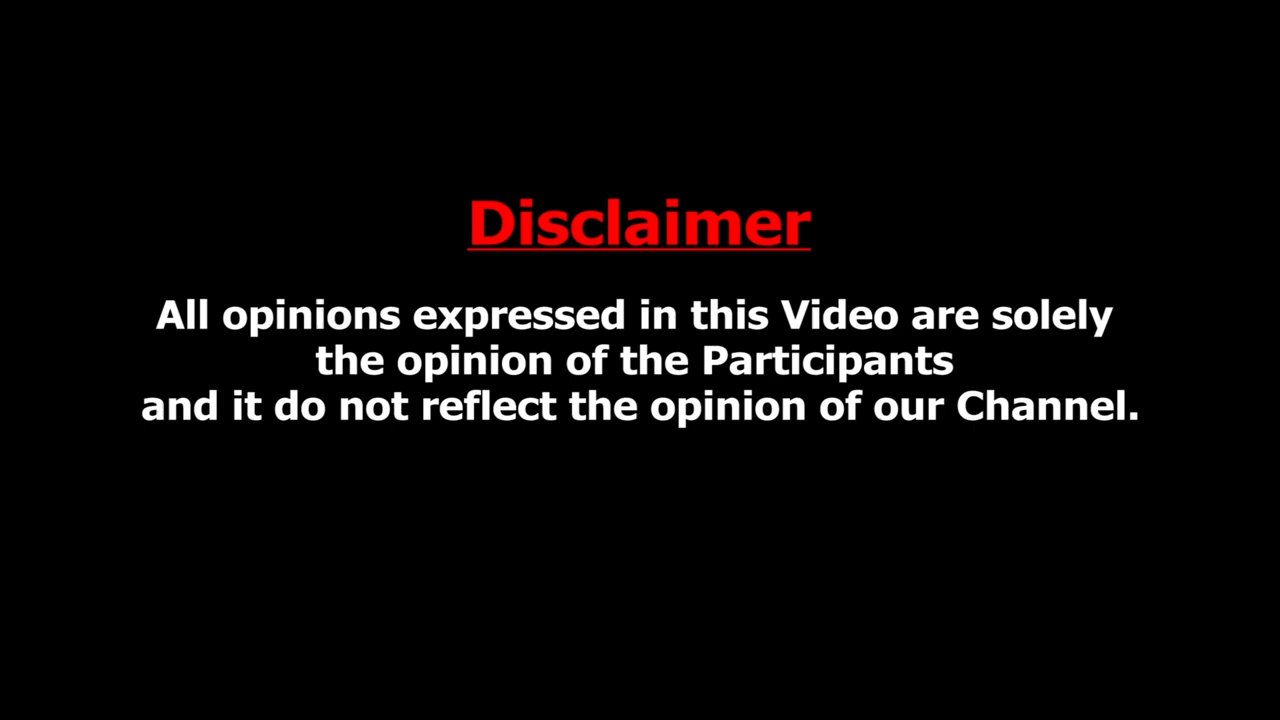 Disclaimer
All opinions expressed in this Video are solely
the opinion of the Participants
and it do not reflect the opinion of our Channel.